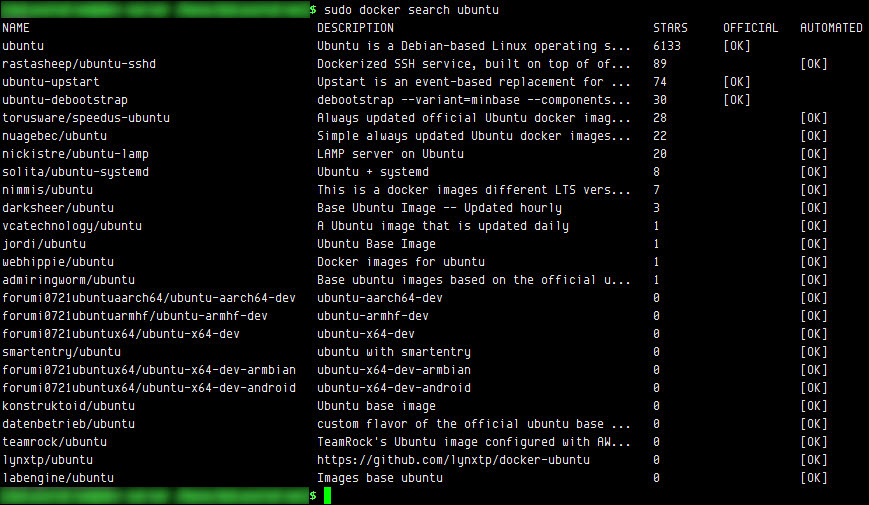 $ sudo docker search ubuntu
NAME DESCRIPTION STARS OFFICIAL AUTOMATED
ubuntu Ubuntu is a Debian-based Linux operating s... 6133 [OK]
rastasheep/ubuntu-sshd Dockerized SSH service, built on top of of... 89 [OK]
ubuntu-upstart Upstart is an event-based replacement for ... 74 [OK]
ubuntu-debootstrap debootstrap --variant=minbase --components... 30 [OK]
torusware/speedus-ubuntu Always updated official Ubuntu docker imag... 28 [OK]
nuagebec/ubuntu Simple always updated Ubuntu docker images... 22 [OK]
nickistre/ubuntu-lamp LAMP server on Ubuntu 20 [OK]
solita/ubuntu-systemd Ubuntu + systemd 8 [OK]
nimmis/ubuntu This is a docker images different LTS vers... 7 [OK]
darksheer/ubuntu Base Ubuntu Image -- Updated hourly 3 [OK]
vcatechnology/ubuntu A Ubuntu image that is updated daily 1 [OK]
jordi/ubuntu Ubuntu Base Image 1 [OK]
webhippie/ubuntu Docker images for ubuntu 1 [OK]
admiringworm/ubuntu Base ubuntu images based on the official u... 1 [OK]
forumi0721ubuntuaarch64/ubuntu-aarch64-dev ubuntu-aarch64-dev 0 [OK]
forumi0721ubuntuarmhf/ubuntu-armhf-dev ubuntu-armhf-dev 0 [OK]
forumi0721ubuntux64/ubuntu-x64-dev ubuntu-x64-dev 0 [OK]
smartentry/ubuntu ubuntu with smartentry 0 [OK]
forumi0721ubuntux64/ubuntu-x64-dev-armbian ubuntu-x64-dev-armbian 0 [OK]
forumi0721ubuntux64/ubuntu-x64-dev-android ubuntu-x64-dev-android 0 [OK]
konstruktoid/ubuntu Ubuntu base image 0 [OK]
datenbetrieb/ubuntu custom flavor of the official ubuntu base ... 0 [OK]
teamrock/ubuntu TeamRock's Ubuntu image configured with AW... 0 [OK]
lynxtp/ubuntu https://github.com/lynxtp/docker-ubuntu 0 [OK]
labengine/ubuntu Images base ubuntu 0 [OK]
$